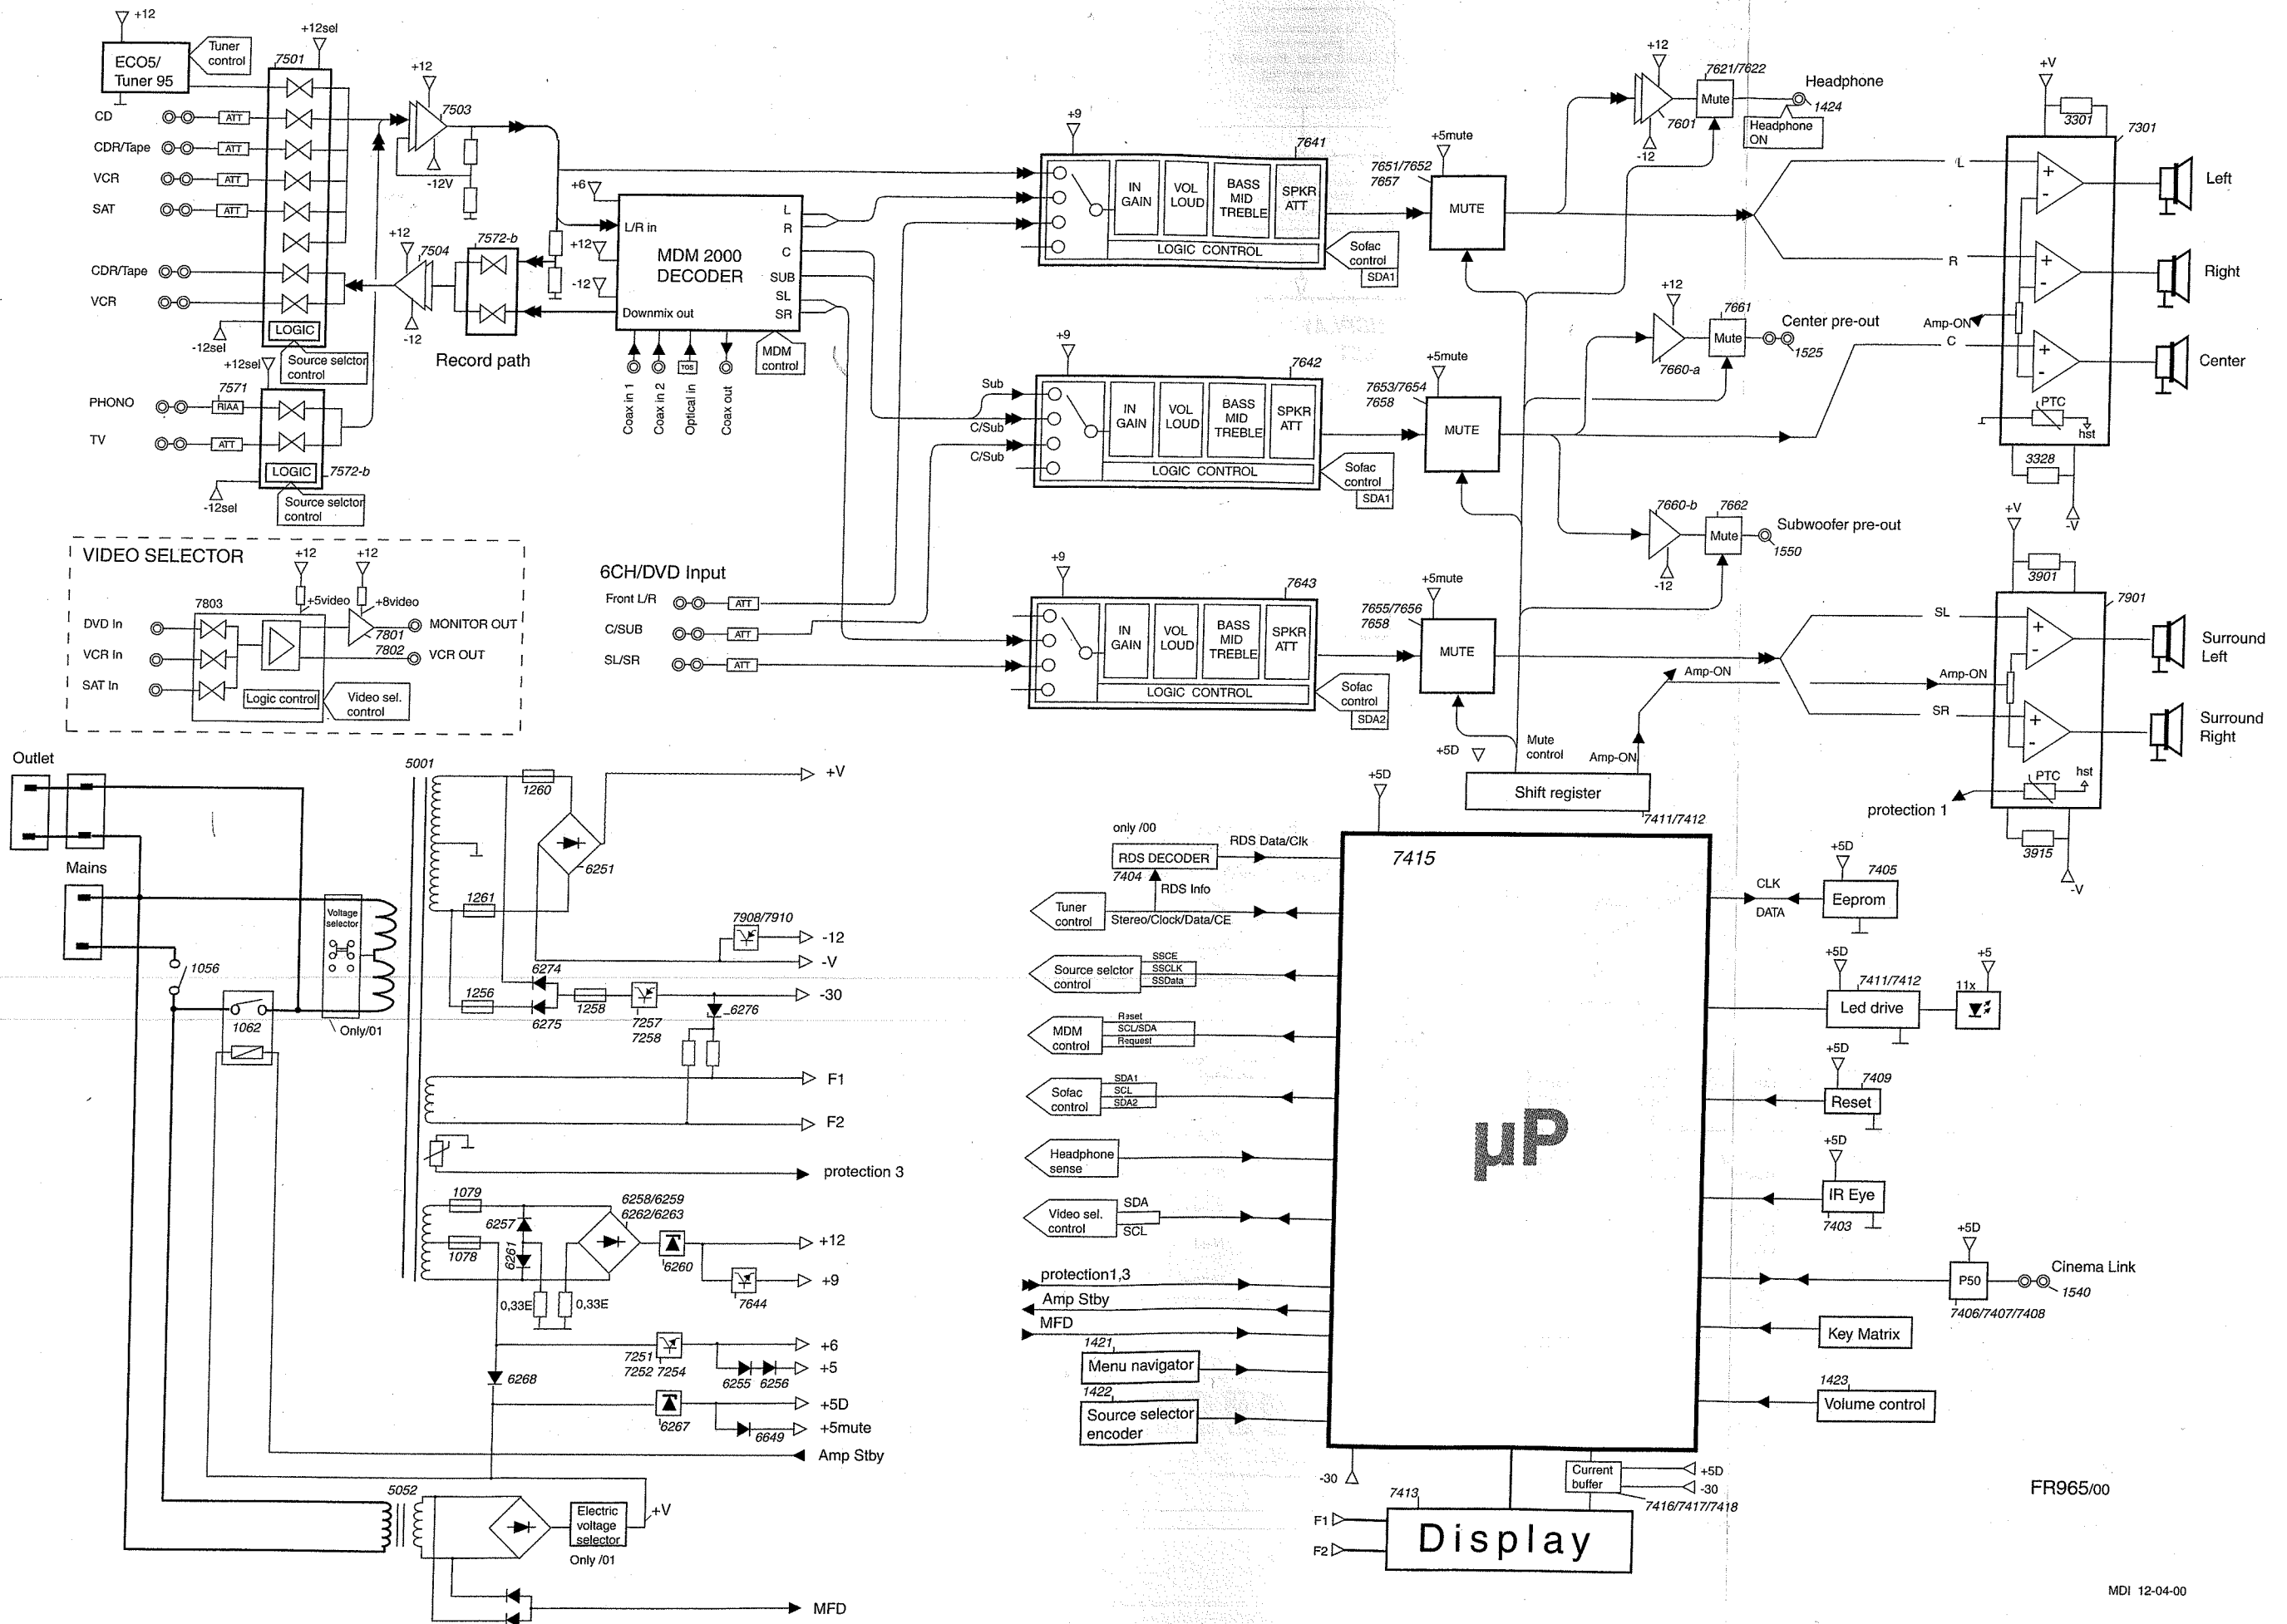 +12
ECO5/
Tuner 95
Tuner
control
+12sel
7501
CD
ATT
CDR/Tape
ATT
VCR
ATT
SAT
ATT
CDR/Tape
VCR
LOGIC
-12sel
Source selctor
control
+12
7503
-12V
+12
7504
-12
7572-b
Record path
+12sel
7571
PHONO
RIAA
TV
ATT
LOGIC
7572-b
-12sel
Source selctor
control
+6
L/R in
+12
-12
MDM 2000
DECODER
L
R
C
SUB
SL
SR
Downmix out
MDM
control
TOS
Coax in 1
Coax in 2
Optical in
Coax out
+9
7641
IN
GAIN
VOL
LOUD
BASS
MID
TREBLE
SPKR
ATT
LOGIC CONTROL
Sofac
control
SDA1
+5mute
7651/7652
7657
MUTE
+12
7601
-12
7621/7622
Mute
Headphone
1424
Headphone
ON
+V
3301
7301
L
+
-
Left
R
+
-
Right
Amp-ON
C
+
-
Center
PTC
hst
3328
-V
+9
7642
Sub
C/Sub
C/Sub
IN
GAIN
VOL
LOUD
BASS
MID
TREBLE
SPKR
ATT
LOGIC CONTROL
Sofac
control
SDA1
+5mute
7653/7654
7658
MUTE
+12
7660-a
7661
Mute
Center pre-out
1525
7660-b
-12
7662
Mute
Subwoofer pre-out
1550
VIDEO SELECTOR
+12
+12
+5video
+8video
7803
DVD In
VCR In
SAT In
7801
7802
MONITOR OUT
VCR OUT
Logic control
Video sel.
control
6CH/DVD Input
Front L/R
ATT
C/SUB
ATT
SL/SR
ATT
+9
7643
IN
GAIN
VOL
LOUD
BASS
MID
TREBLE
SPKR
ATT
LOGIC CONTROL
Sofac
control
SDA2
+5mute
7655/7656
7658
MUTE
+V
3901
7901
SL
+
-
Surround
Left
Amp-ON
Amp-ON
SR
+
-
Surround
Right
PTC
hst
protection 1
3915
-V
+5D
Mute
control
Amp-ON
Shift register
7411/7412
Outlet
Mains
1056
1062
Voltage
selector
Only/01
5001
1260
6251
1261
+V
7908/7910
-12
-V
6274
1256
6275
1258
7257
7258
-30
6276
F1
F2
protection 3
1079
6257
1078
6261
0,33E
0,33E
6258/6259
6262/6263
6260
+12
+9
7644
7251
7252 7254
+6
6255 6256
+5
6268
6267
+5D
6649
+5mute
Amp Stby
5052
Electric
voltage
selector
Only /01
+V
MFD
+5D
7415
µP
only /00
RDS DECODER
7404
RDS Data/Clk
RDS Info
Tuner
control
Stereo/Clock/Data/CE
Source selctor
control
SSCE
SSCLK
SSData
MDM
control
Reset
SCL/SDA
Request
Sofac
control
SDA1
SCL
SDA2
Headphone
sense
Video sel.
control
SDA
SCL
protection1,3
Amp Stby
MFD
1421
Menu navigator
1422
Source selector
encoder
-30
+5D
CLK
DATA
7405
Eeprom
+5D
7411/7412
Led drive
+5
11x
+5D
7409
Reset
+5D
IR Eye
7403
+5D
P50
7406/7407/7408
Cinema Link
1540
Key Matrix
1423
Volume control
Current
buffer
+5D
-30
7416/7417/7418
7413
F1
F2
Display
FR965/00
MDI 12-04-00